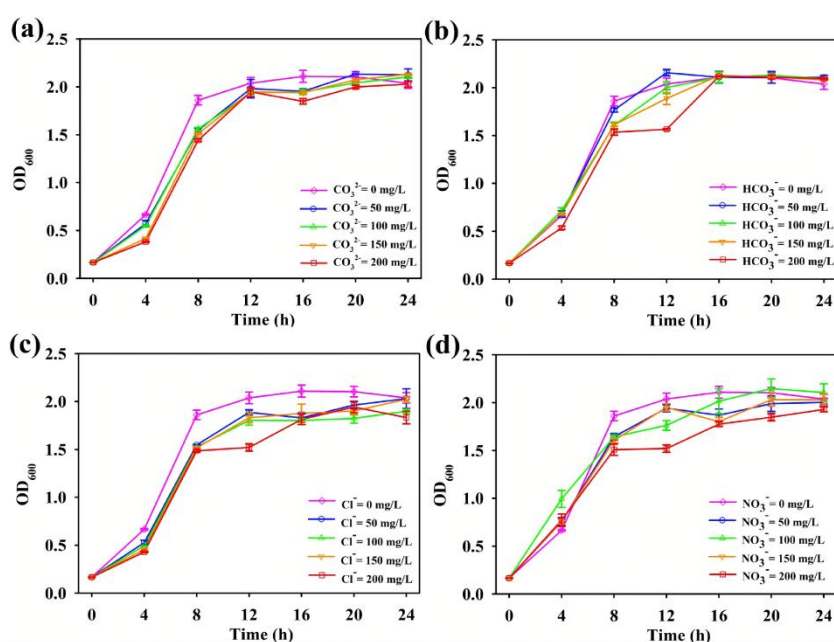 (a)
2.5
2.0
1.5
1.0
0.5
0.0
OD₆₀₀
CO₃²⁻= 0 mg/L
CO₃²⁻= 50 mg/L
CO₃²⁻= 100 mg/L
CO₃²⁻= 150 mg/L
CO₃²⁻= 200 mg/L
0 4 8 12 16 20 24
Time (h)
(b)
2.5
2.0
1.5
1.0
0.5
0.0
OD₆₀₀
HCO₃⁻= 0 mg/L
HCO₃⁻= 50 mg/L
HCO₃⁻= 100 mg/L
HCO₃⁻= 150 mg/L
HCO₃⁻= 200 mg/L
0 4 8 12 16 20 24
Time (h)
(c)
2.5
2.0
1.5
1.0
0.5
0.0
OD₆₀₀
Cl⁻= 0 mg/L
Cl⁻= 50 mg/L
Cl⁻= 100 mg/L
Cl⁻= 150 mg/L
Cl⁻= 200 mg/L
0 4 8 12 16 20 24
Time (h)
(d)
2.5
2.0
1.5
1.0
0.5
0.0
OD₆₀₀
NO₃⁻= 0 mg/L
NO₃⁻= 50 mg/L
NO₃⁻= 100 mg/L
NO₃⁻= 150 mg/L
NO₃⁻= 200 mg/L
0 4 8 12 16 20 24
Time (h)